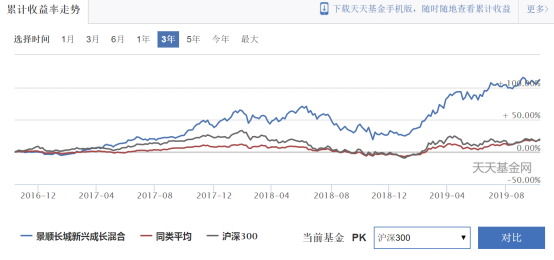 累计收益率走势
下载天天基金手机版，随时随地查看累计收益
更多>
选择时间 1月 3月 6月 1年 3年 5年 今年 最大
+ 100.00%
+ 50.00%
0.00%
天天基金网
-50.00%
2016-12 2017-04 2017-08 2017-12 2018-04 2018-08 2018-12 2019-04 2019-08
景顺长城新兴成长混合 同类平均 沪深300
当前基金 PK 沪深300 ▼ 对比